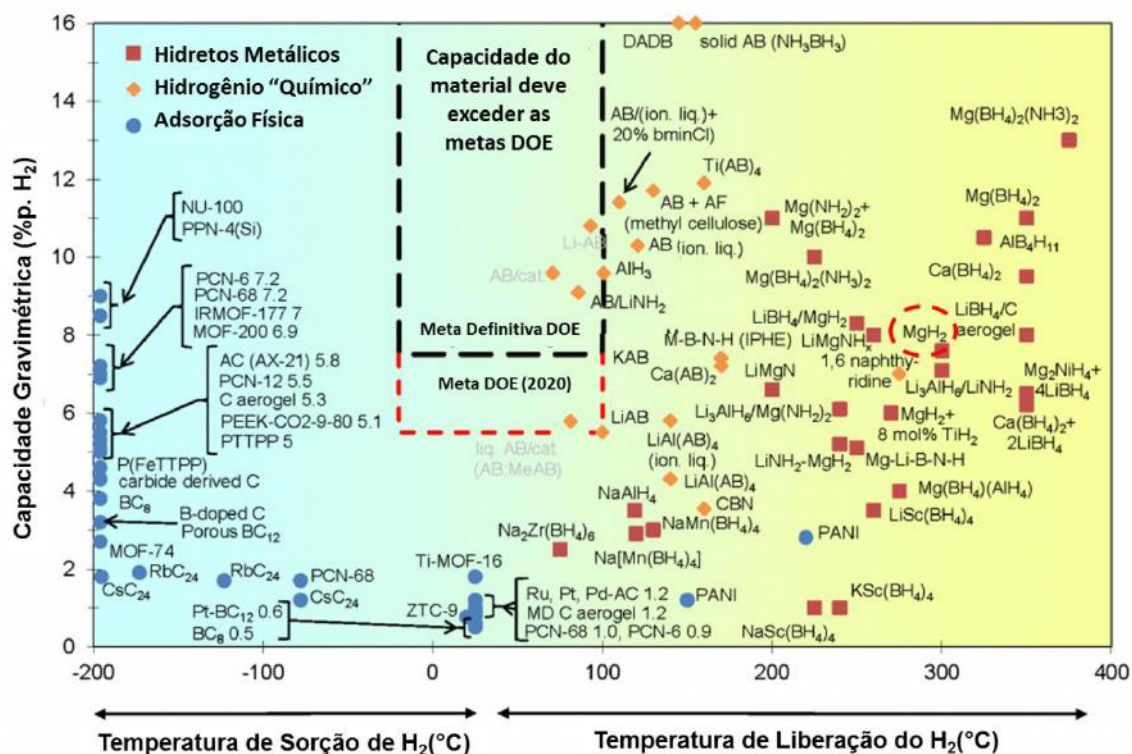 Capacidade Gravimétrica (%p. H₂)
16
14
12
10
8
6
4
2
0
Hidretos Metálicos
Hidrogênio “Químico”
Adsorção Física
Capacidade do
material deve
exceder as
metas DOE
Meta Definitiva DOE
Meta DOE (2020)
NU-100
PPN-4(Si)
PCN-6 7.2
PCN-68 7.2
IRMOF-177 7
MOF-200 6.9
AC (AX-21) 5.8
PCN-12 5.5
C aerogel 5.3
PEEK-CO2-9-80 5.1
PTTPP 5
P(FeTTPP)
carbide derived C
BC₈
B-doped C
Porous BC₁₂
MOF-74
CsC₂₄
RbC₂₄
RbC₂₄
PCN-68
CsC₂₄
Pt-BC₁₂ 0.6
BC₈ 0.5
ZTC-9
Ti-MOF-16
Ru, Pt, Pd-AC 1.2
MD C aerogel 1.2
PCN-68 1.0, PCN-6 0.9
DADB
solid AB (NH₃BH₃)
AB/(ion. liq.)+
20% bminCl)
Ti(AB)₄
AB + AF
(methyl cellulose)
Li-AB
AB (ion. liq.)
AB/cat.
AlH₃
AB/LiNH₂
KAB
M-B-N-H (IPHE)
Ca(AB)₂
LiAB
liq. AB/cat.
(AB:MeAB)
LiAl(AB)₄
(ion. liq.)
LiAl(AB)₄
CBN
NaAlH₄
NaMn(BH₄)₄
Na₂Zr(BH₄)₆
Na[Mn(BH₄)₄]
PANI
PANI
Mg(BH₄)₂(NH3)₂
Mg(NH₂)₂+
Mg(BH₄)₂
Mg(BH₄)₂
AlB₄H₁₁
Mg(BH₄)₂(NH₃)₂
Ca(BH₄)₂
LiBH₄/MgH₂
LiMgNHₓ
MgH₂
LiBH₄/C
aerogel
1,6 naphthy-
ridine
LiMgN
Li₃AlH₆/LiNH₂
Mg₂NiH₄+
4LiBH₄
Li₃AlH₆/Mg(NH₂)₂
MgH₂+
8 mol% TiH₂
Ca(BH₄)₂+
2LiBH₄
LiNH₂-MgH₂
Mg-Li-B-N-H
Mg(BH₄)(AlH₄)
LiSc(BH₄)₄
KSc(BH₄)₄
NaSc(BH₄)₄
-200
-100
0
100
200
300
400
Temperatura de Sorção de H₂(°C)
Temperatura de Liberação do H₂(°C)